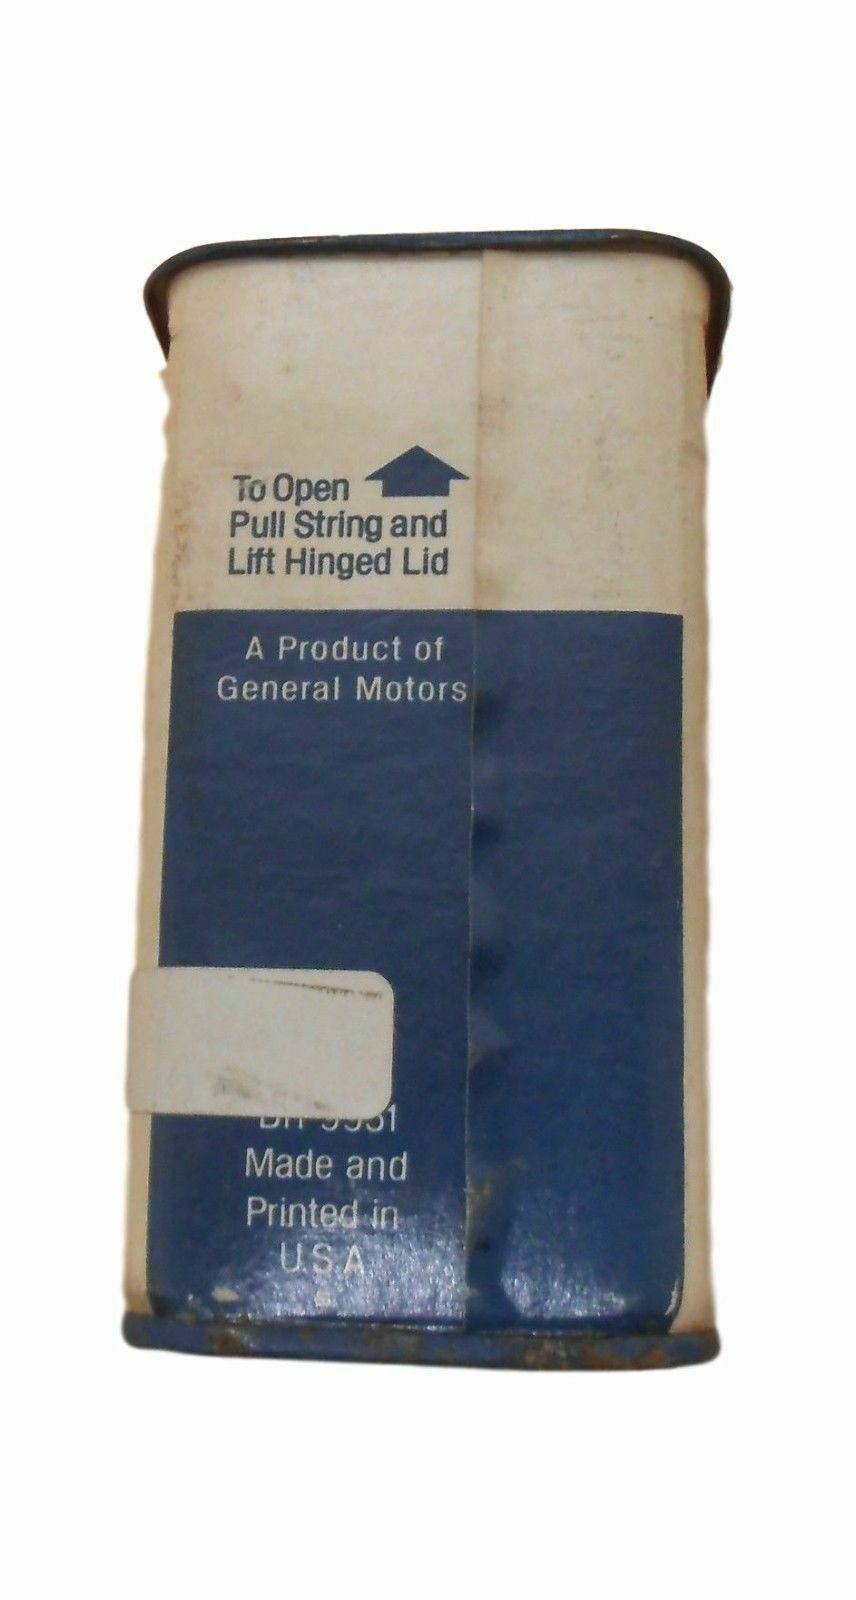 To Open
Pull String and
Lift Hinged Lid
A Product of
General Motors
Made and
Printed in
U.S.A